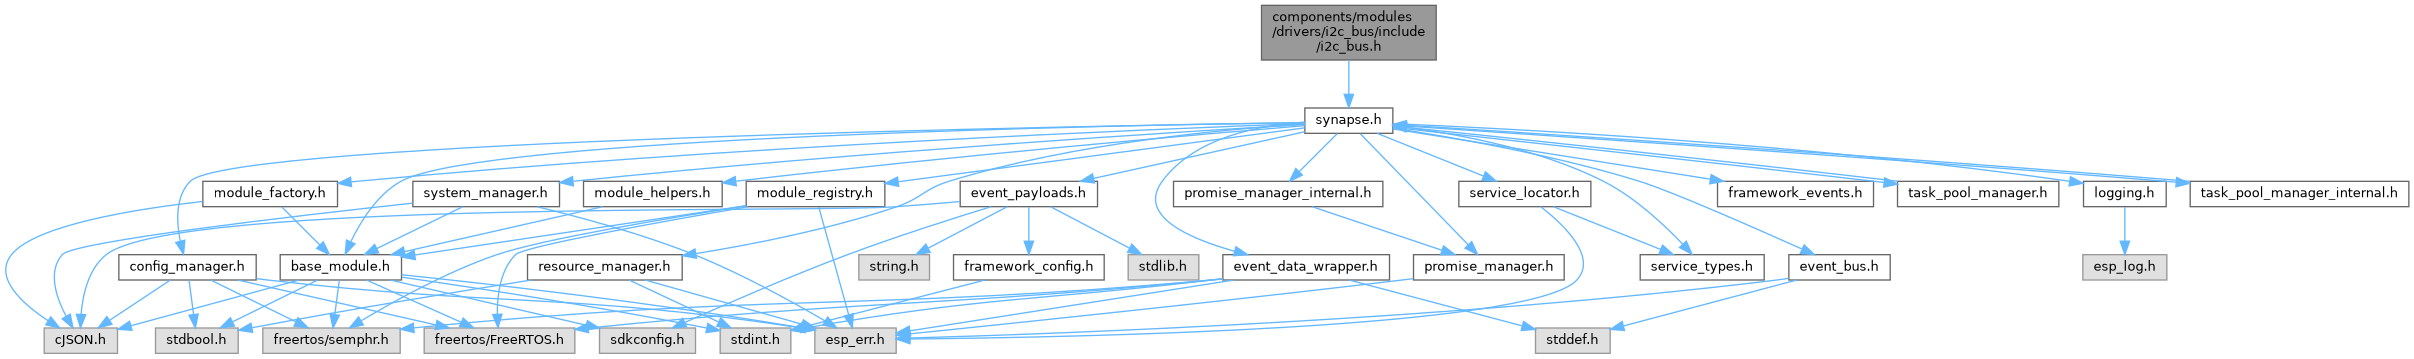 components/modules
/drivers/i2c_bus/include
/i2c_bus.h
synapse.h
module_factory.h
system_manager.h
module_helpers.h
module_registry.h
event_payloads.h
promise_manager_internal.h
service_locator.h
framework_events.h
task_pool_manager.h
logging.h
task_pool_manager_internal.h
config_manager.h
base_module.h
resource_manager.h
string.h
framework_config.h
stdlib.h
event_data_wrapper.h
promise_manager.h
service_types.h
event_bus.h
esp_log.h
cJSON.h
stdbool.h
freertos/semphr.h
freertos/FreeRTOS.h
sdkconfig.h
stdint.h
esp_err.h
stddef.h